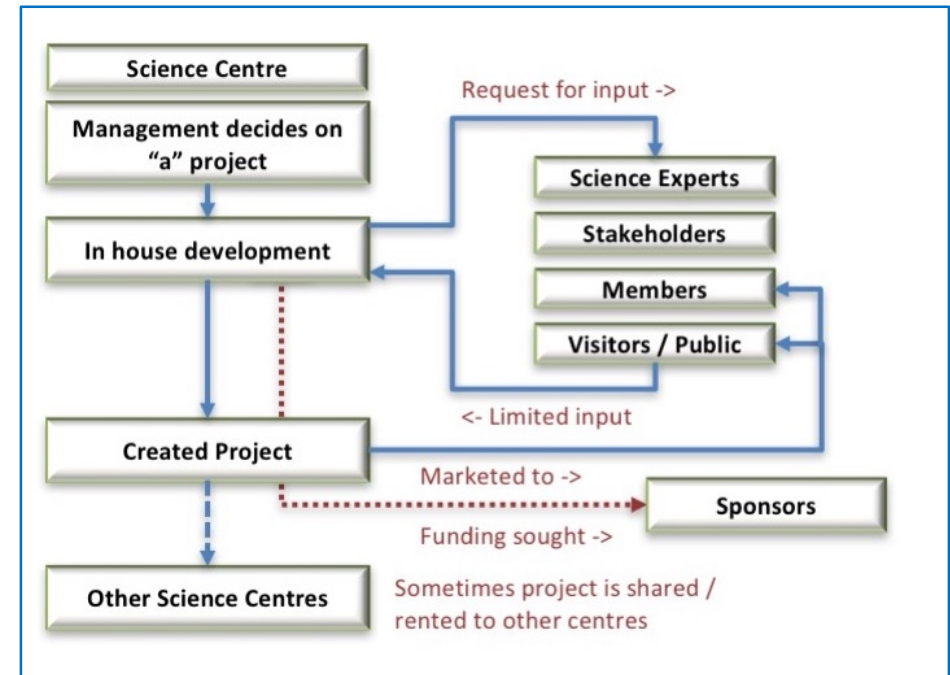 Science Centre
Management decides on
“a” project
In house development
Created Project
Other Science Centres
Request for input ->
Science Experts
Stakeholders
Members
Visitors / Public
<- Limited input
Marketed to ->
Sponsors
Funding sought ->
Sometimes project is shared /
rented to other centres